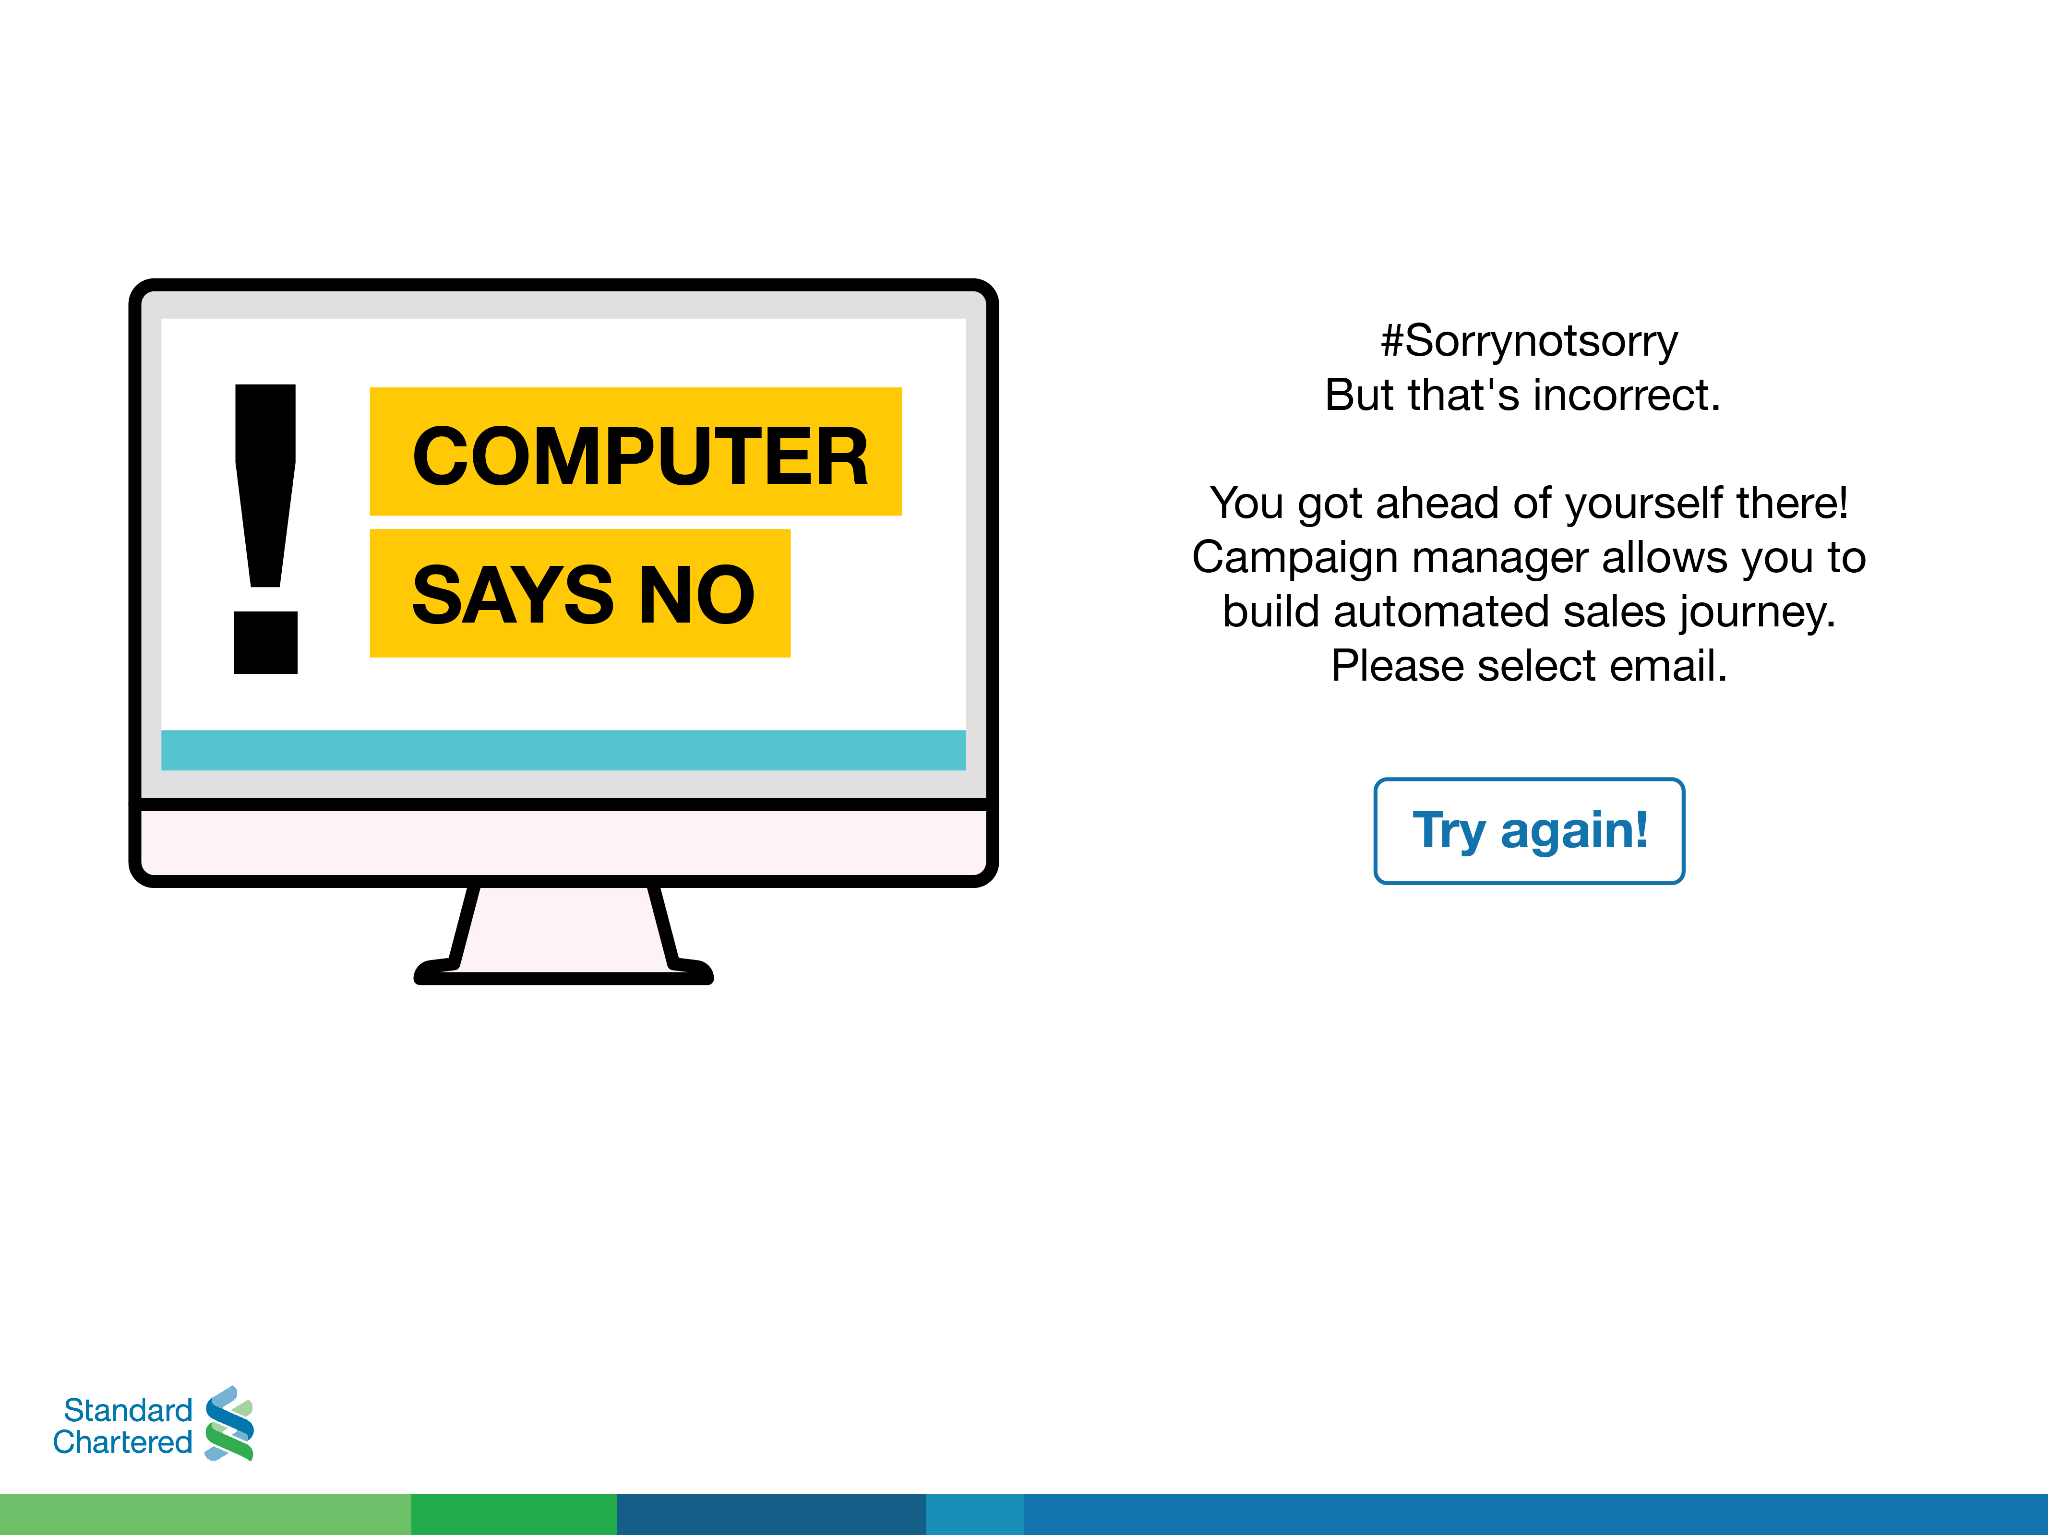 COMPUTER
SAYS NO
#Sorrynotsorry
But that's incorrect.
You got ahead of yourself there!
Campaign manager allows you to
build automated sales journey.
Please select email.
Try again!
Standard
Chartered